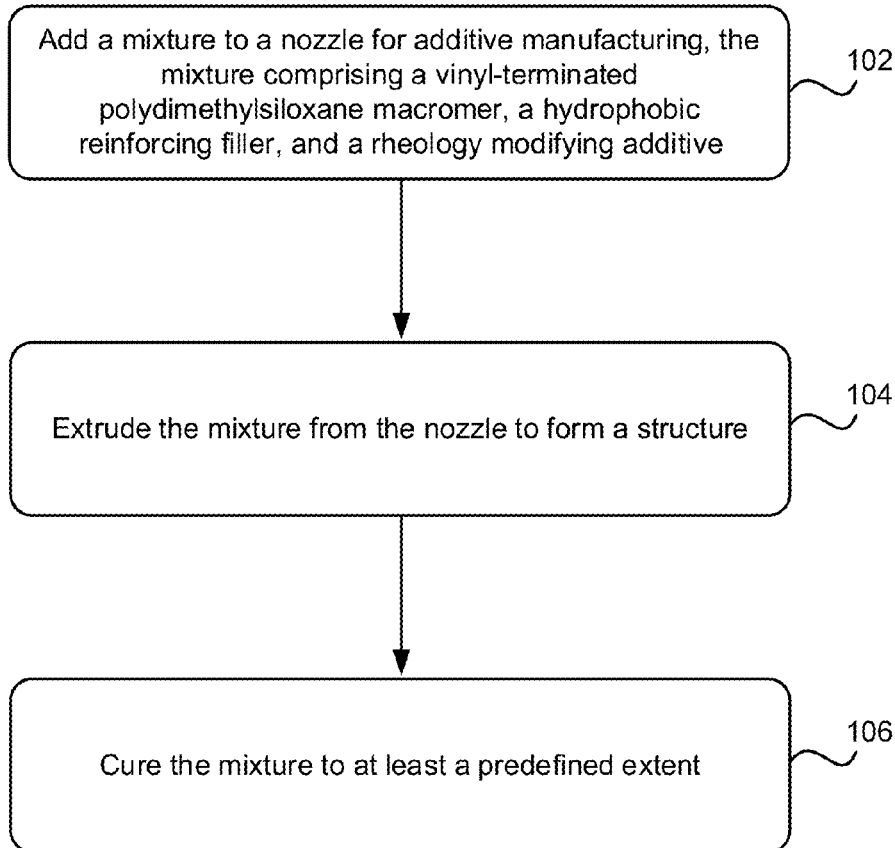 Add a mixture to a nozzle for additive manufacturing, the
mixture comprising a vinyl-terminated
polydimethylsiloxane macromer, a hydrophobic
reinforcing filler, and a rheology modifying additive
102
Extrude the mixture from the nozzle to form a structure
104
Cure the mixture to at least a predefined extent
106